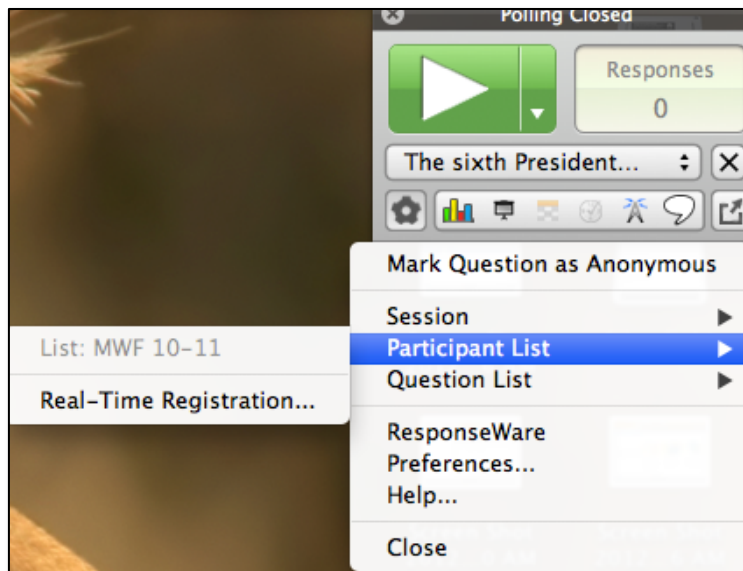 Polling Closed
Responses
0
The sixth President...
Mark Question as Anonymous
Session
Participant List
Question List
List: MWF 10-11
Real-Time Registration...
ResponseWare
Preferences...
Help...
Close